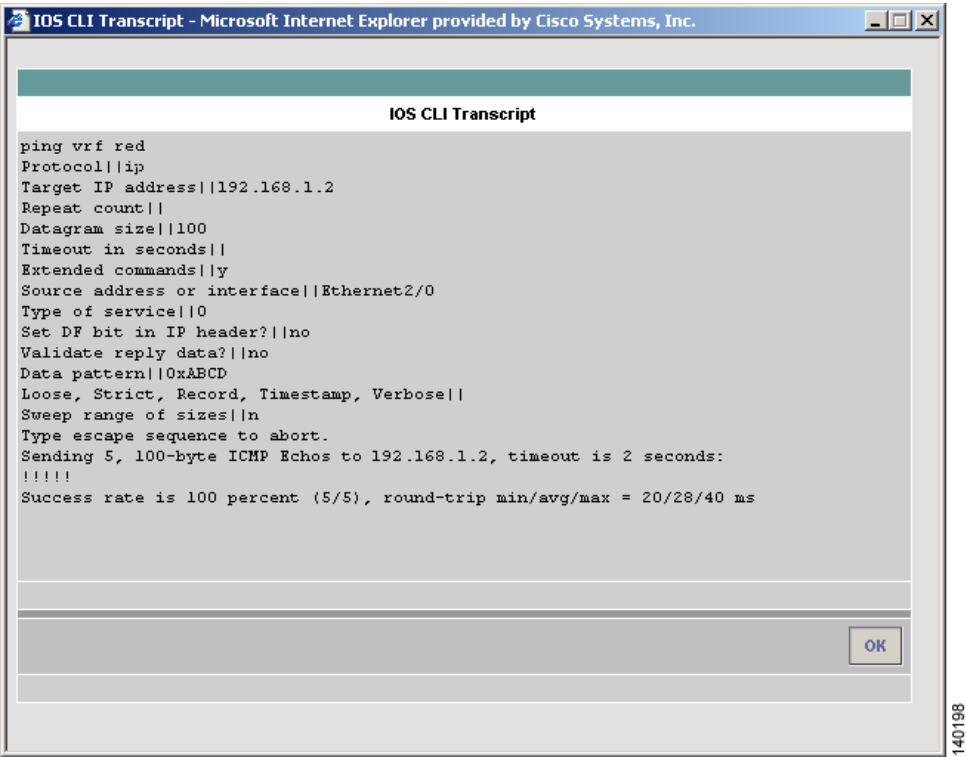 IOS CLI Transcript - Microsoft Internet Explorer provided by Cisco Systems, Inc.
IOS CLI Transcript
ping vrf red
Protocol||ip
Target IP address||192.168.1.2
Repeat count||
Datagram size||100
Timeout in seconds||
Extended commands||y
Source address or interface||Ethernet2/0
Type of service||0
Set DF bit in IP header?||no
Validate reply data?||no
Data pattern||0xABCD
Loose, Strict, Record, Timestamp, Verbose||
Sweep range of sizes||n
Type escape sequence to abort.
Sending 5, 100-byte ICMP Echos to 192.168.1.2, timeout is 2 seconds:
!!!!!
Success rate is 100 percent (5/5), round-trip min/avg/max = 20/28/40 ms
OK
140198